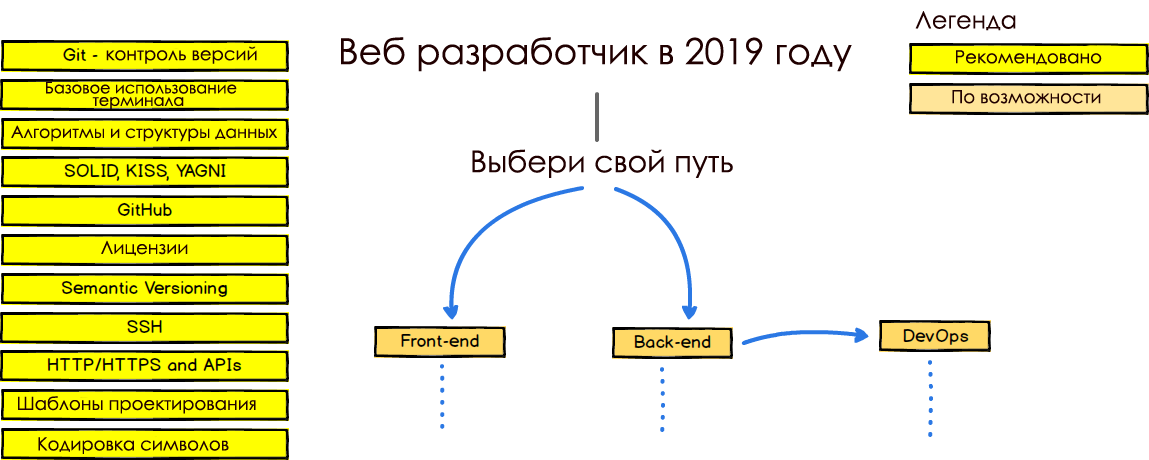 Легенда
Веб разработчик в 2019 году
Рекомендовано
По возможности
Git - контроль версий
Базовое использование
терминала
Алгоритмы и структуры данных
SOLID, KISS, YAGNI
GitHub
Лицензии
Semantic Versioning
SSH
HTTP/HTTPS and APIs
Шаблоны проектирования
Кодировка символов
Выбери свой путь
Front-end
Back-end
DevOps